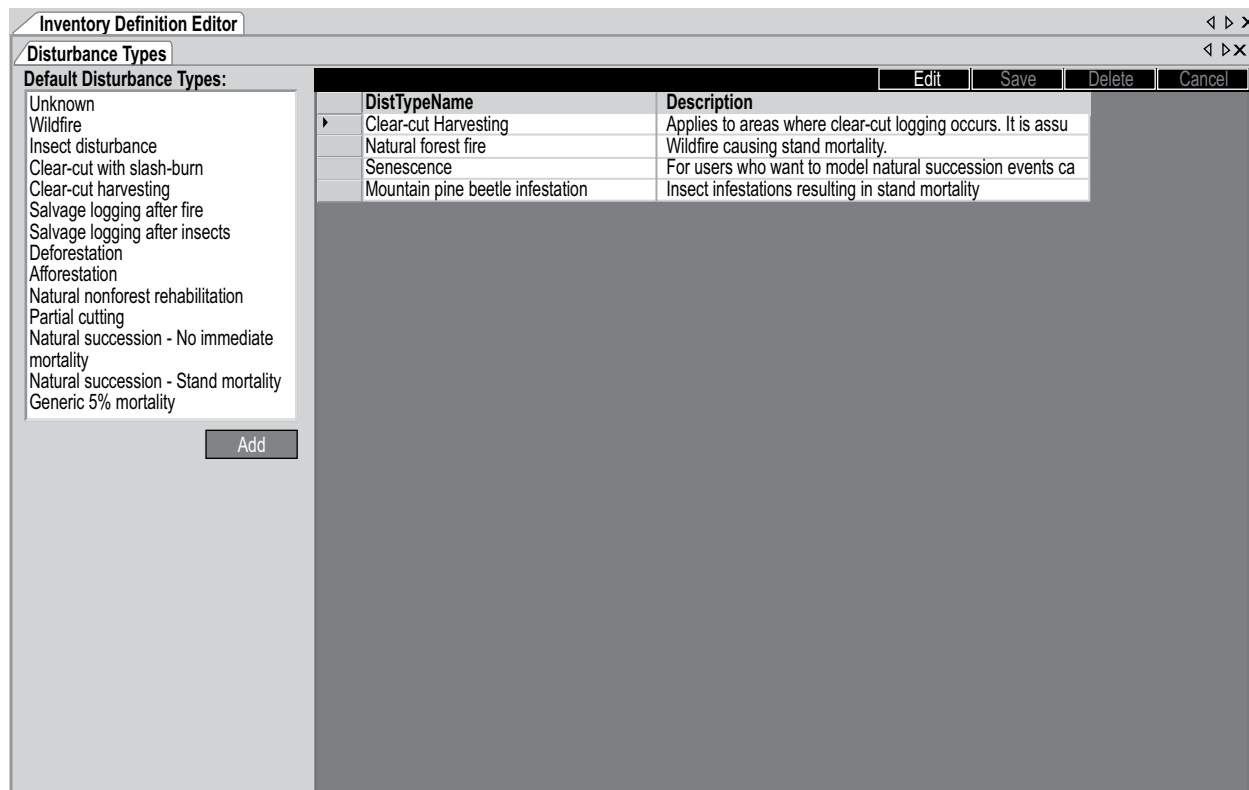 Inventory Definition Editor
Disturbance Types
Default Disturbance Types:
Unknown
Wildfire
Insect disturbance
Clear-cut with slash-burn
Clear-cut harvesting
Salvage logging after fire
Salvage logging after insects
Deforestation
Afforestation
Natural nonforest rehabilitation
Partial cutting
Natural succession - No immediate
mortality
Natural succession - Stand mortality
Generic 5% mortality
Add
Edit Save Delete Cancel
DistTypeName Description
Clear-cut Harvesting Applies to areas where clear-cut logging occurs. It is assu
Natural forest fire Wildfire causing stand mortality.
Senescence For users who want to model natural succession events ca
Mountain pine beetle infestation Insect infestations resulting in stand mortality